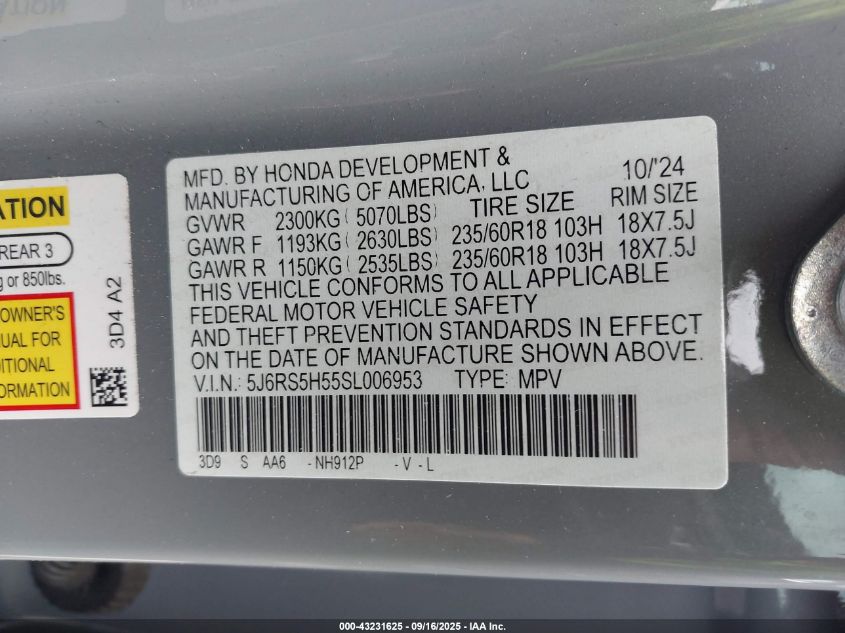 ATION
REAR 3
g or 850lbs.
OWNER'S
UAL FOR
DITIONAL
ORMATION
3D4 A2
MFD. BY HONDA DEVELOPMENT & 10/'24
MANUFACTURING OF AMERICA, LLC
TIRE SIZE RIM SIZE
GVWR 2300KG ( 5070LBS)
GAWR F 1193KG ( 2630LBS) 235/60R18 103H 18X7.5J
GAWR R 1150KG ( 2535LBS) 235/60R18 103H 18X7.5J
THIS VEHICLE CONFORMS TO ALL APPLICABLE
FEDERAL MOTOR VEHICLE SAFETY
AND THEFT PREVENTION STANDARDS IN EFFECT
ON THE DATE OF MANUFACTURE SHOWN ABOVE.
V.I.N.: 5J6RS5H55SL006953 TYPE: MPV
3D9 S AA6 - NH912P - V - L
000-43231625 - 09/16/2025 - IAA Inc.